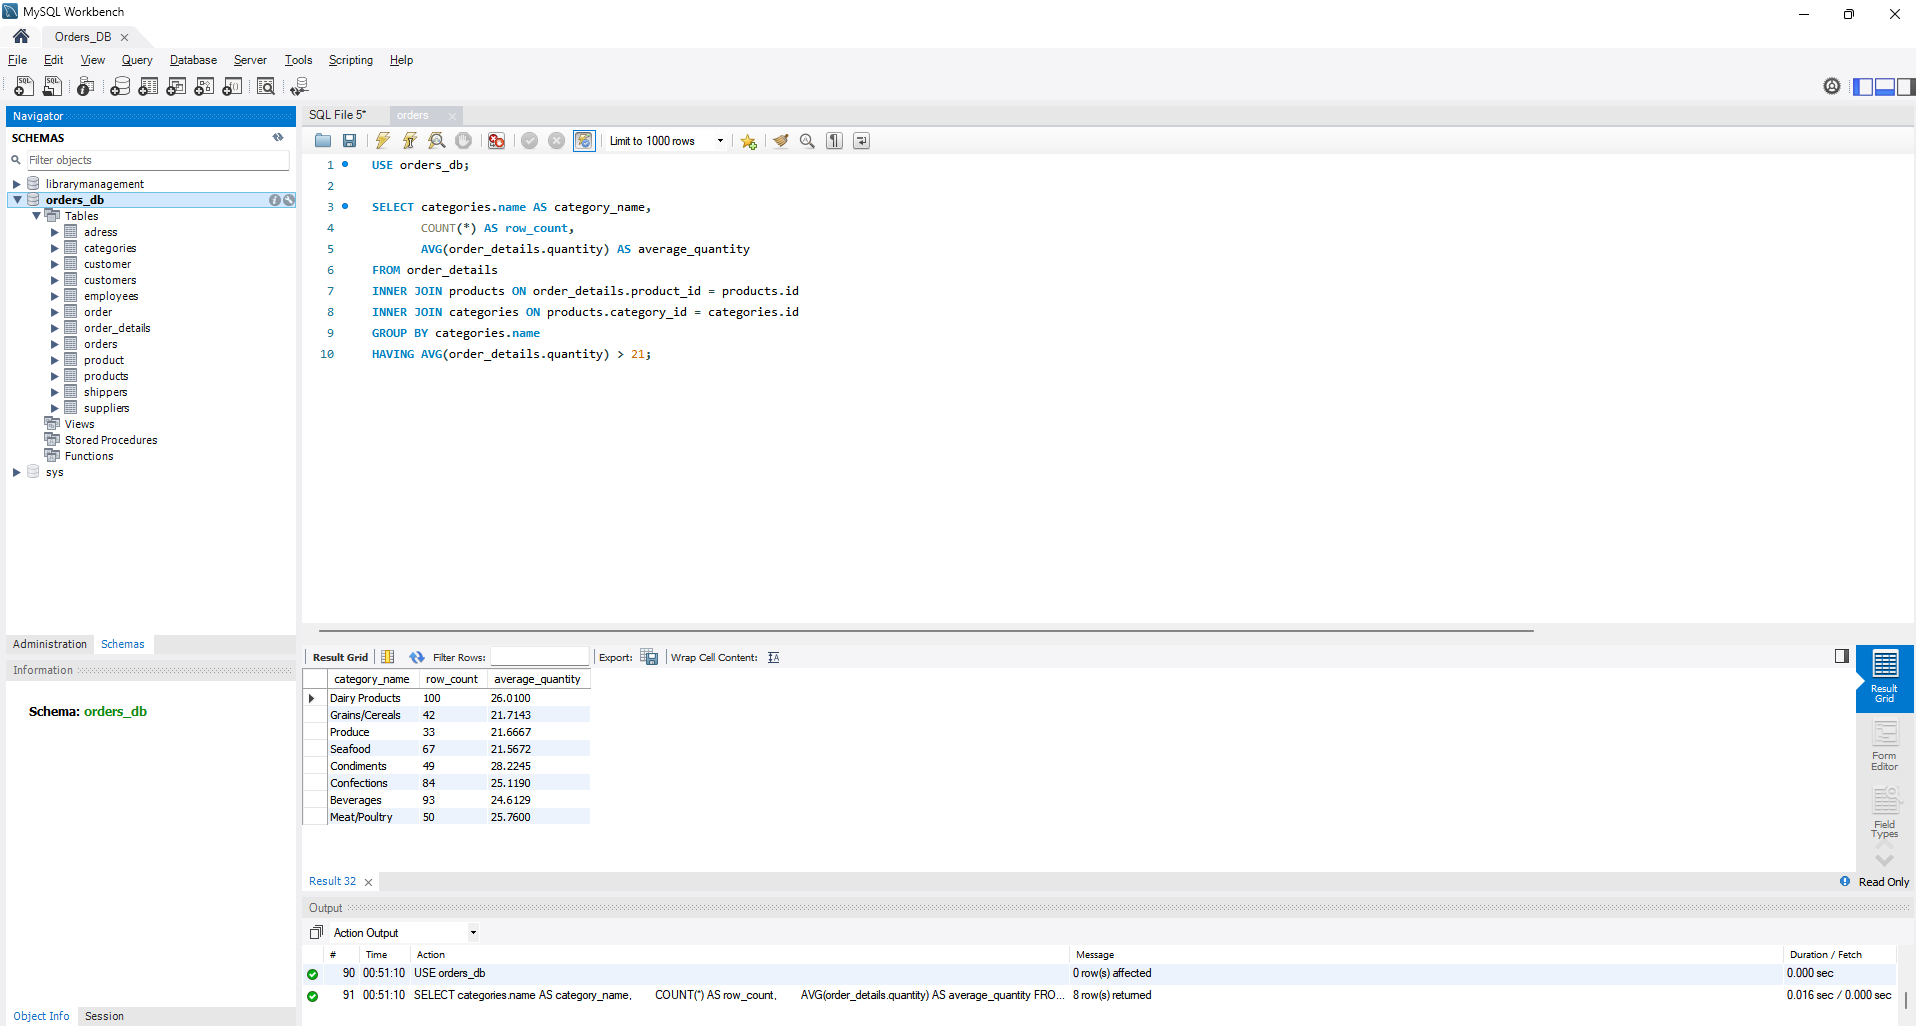 MySQL Workbench
Orders_DB
File Edit View Query Database Server Tools Scripting Help
Navigator
SCHEMAS
Filter objects
librarymanagement
orders_db
Tables
adress
categories
customer
customers
employees
order
order_details
orders
product
products
shippers
suppliers
Views
Stored Procedures
Functions
sys
Administration Schemas
Information
Schema: orders_db
Object Info Session
SQL File 5* orders
Limit to 1000 rows
1 USE orders_db;
2
3 SELECT categories.name AS category_name,
4 COUNT(*) AS row_count,
5 AVG(order_details.quantity) AS average_quantity
6 FROM order_details
7 INNER JOIN products ON order_details.product_id = products.id
8 INNER JOIN categories ON products.category_id = categories.id
9 GROUP BY categories.name
10 HAVING AVG(order_details.quantity) > 21;
Result Grid Filter Rows: Export: Wrap Cell Content:
category_name row_count average_quantity
Dairy Products 100 26.0100
Grains/Cereals 42 21.7143
Produce 33 21.6667
Seafood 67 21.5672
Condiments 49 28.2245
Confections 84 25.1190
Beverages 93 24.6129
Meat/Poultry 50 25.7600
Result
Grid
Form
Editor
Field
Types
Result 32
Read Only
Output
Action Output
# Time Action Message Duration / Fetch
90 00:51:10 USE orders_db 0 row(s) affected 0.000 sec
91 00:51:10 SELECT categories.name AS category_name, COUNT(*) AS row_count, AVG(order_details.quantity) AS average_quantity FRO... 8 row(s) returned 0.016 sec / 0.000 sec